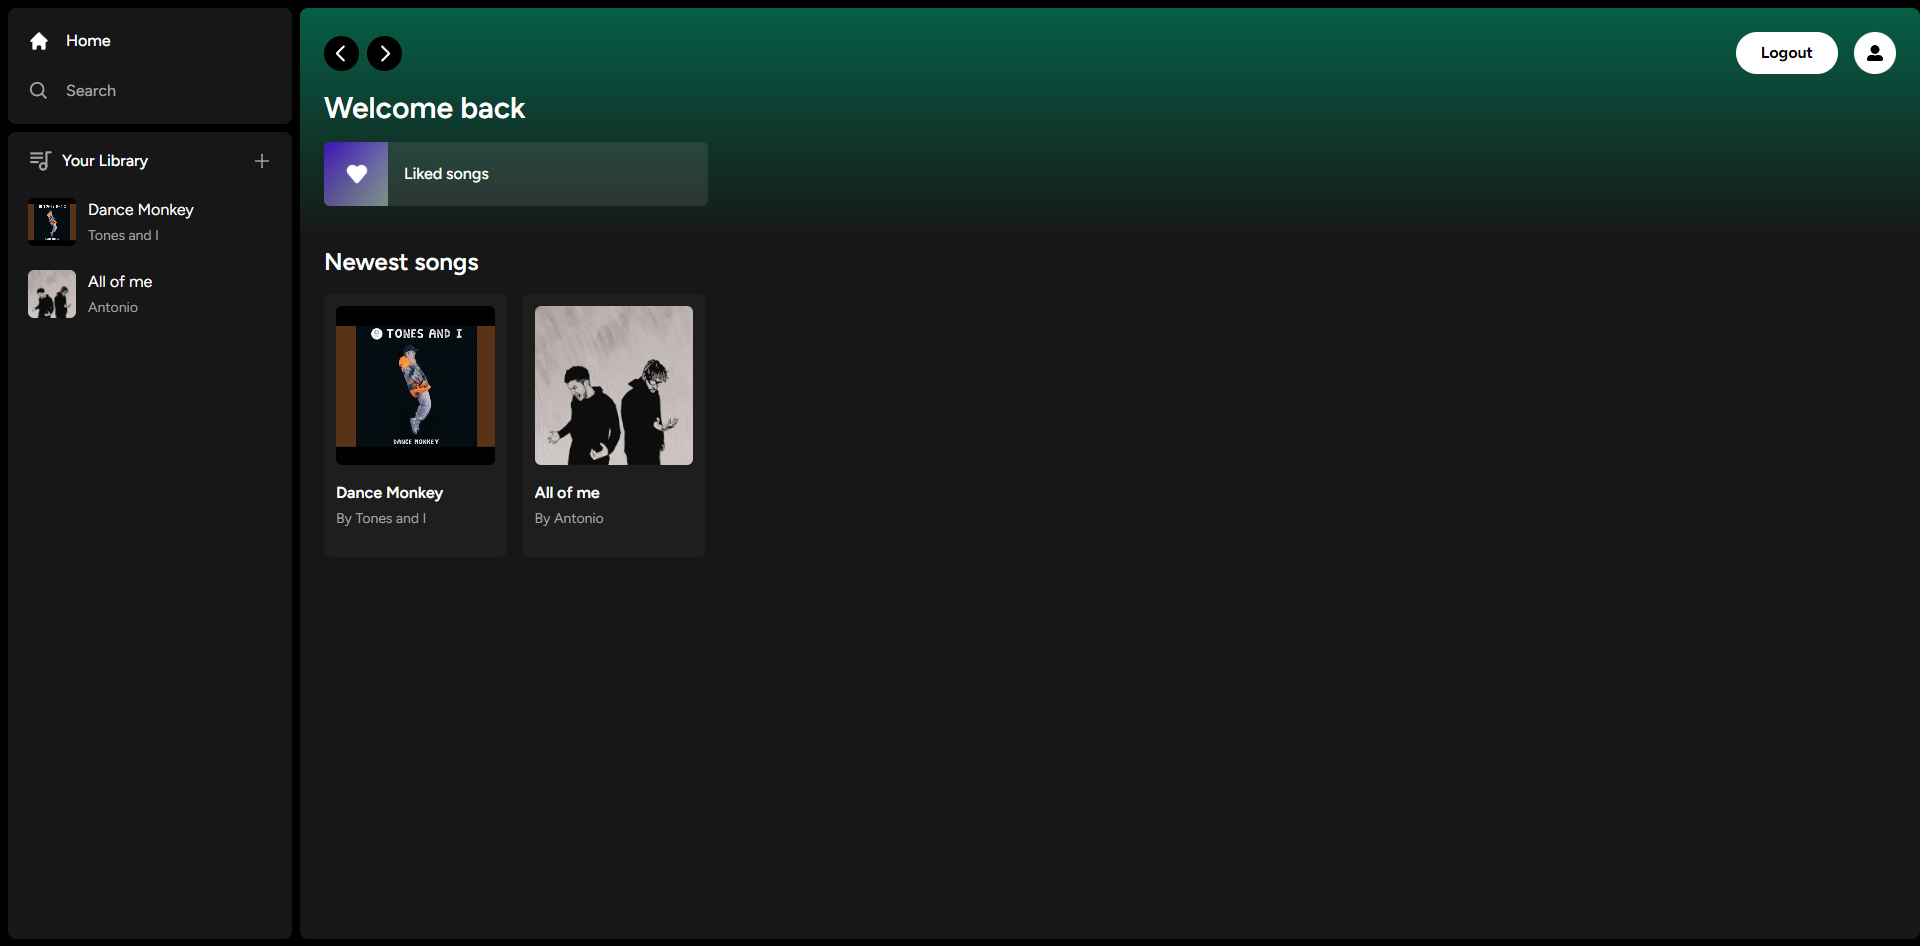 Home
Search
Your Library
Dance Monkey
Tones and I
All of me
Antonio
Logout
Welcome back
Liked songs
Newest songs
TONES AND I
DANCE MONKEY
Dance Monkey
By Tones and I
All of me
By Antonio